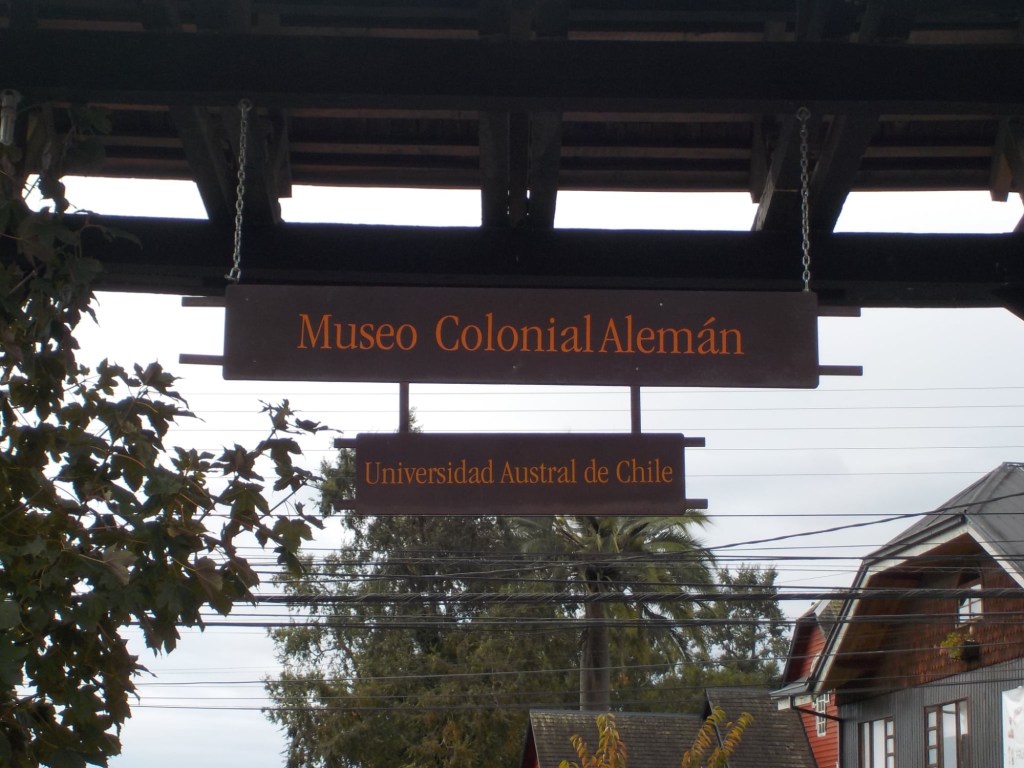 Museo Colonial Alemán
Universidad Austral de Chile